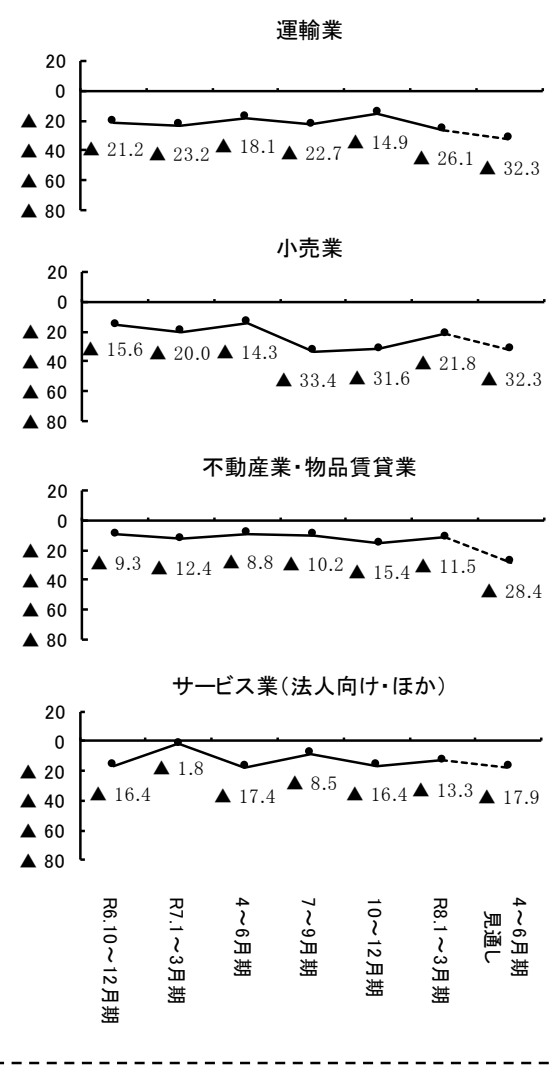 運輸業
20
0
▲ 20
▲ 40
▲ 60
▲ 80
▲ 21.2 ▲ 23.2 ▲ 18.1 ▲ 22.7 ▲ 14.9 ▲ 26.1 ▲ 32.3
小売業
20
0
▲ 20
▲ 40
▲ 60
▲ 80
▲ 15.6 ▲ 20.0 ▲ 14.3 ▲ 33.4 ▲ 31.6 ▲ 21.8 ▲ 32.3
不動産業・物品賃貸業
20
0
▲ 20
▲ 40
▲ 60
▲ 80
▲ 9.3 ▲ 12.4 ▲ 8.8 ▲ 10.2 ▲ 15.4 ▲ 11.5 ▲ 28.4
サービス業(法人向け・ほか)
20
0
▲ 20
▲ 40
▲ 60
▲ 80
▲ 16.4 ▲ 1.8 ▲ 17.4 ▲ 8.5 ▲ 16.4 ▲ 13.3 ▲ 17.9
R6.10～12月期
R7.1～3月期
4～6月期
7～9月期
10～12月期
R8.1～3月期
4～6月期
見通し